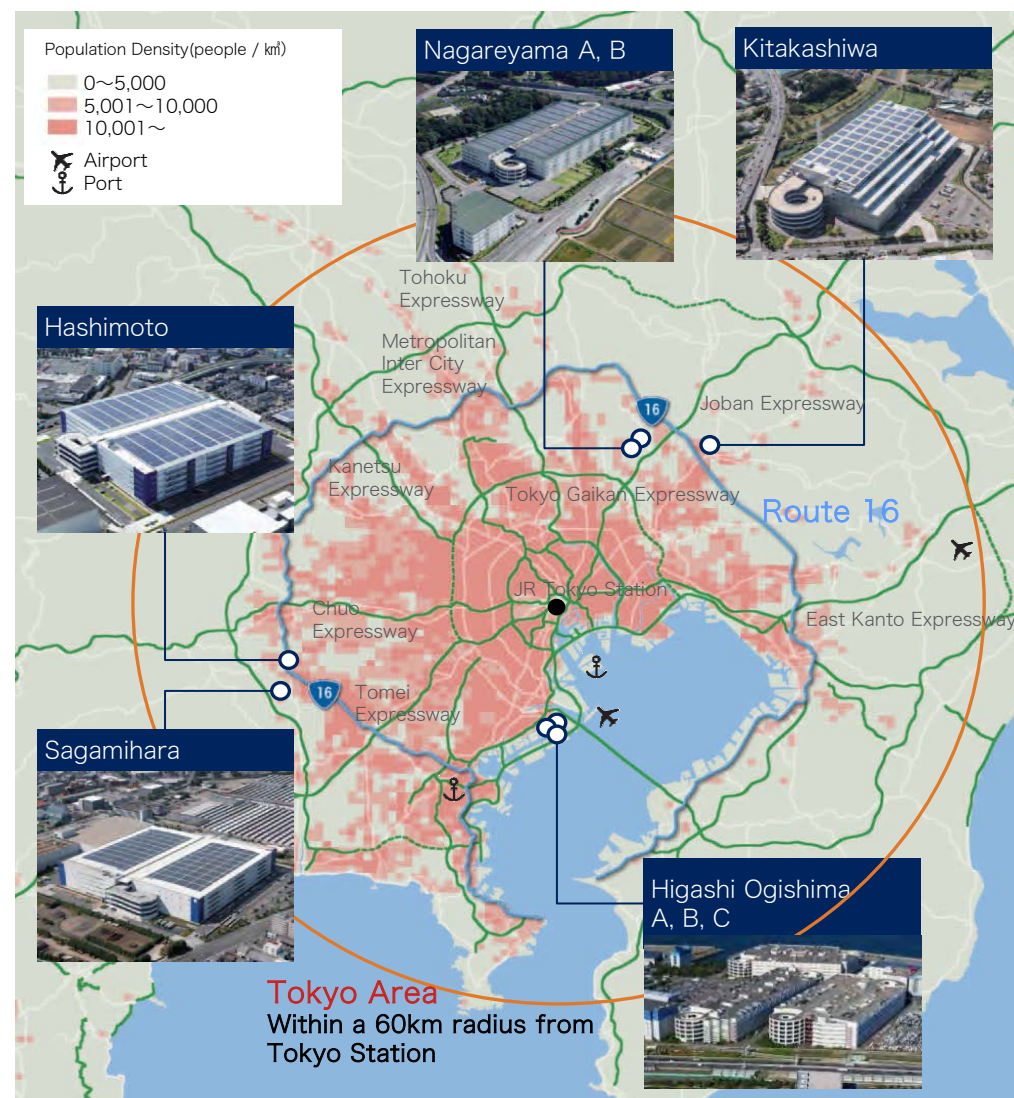 Population Density(people / ㎢)
0〜5,000
5,001〜10,000
10,001〜
Airport
Port
Nagareyama A, B
Kitakashiwa
Tohoku
Expressway
Hashimoto
Metropolitan
Inter City
Expressway
16
Joban Expressway
Kanetsu
Expressway
Tokyo Gaikan Expressway
Route 16
JR Tokyo Station
Chuo
Expressway
East Kanto Expressway
16
Tomei
Expressway
Sagamihara
Higashi Ogishima
A, B, C
Tokyo Area
Within a 60km radius from
Tokyo Station